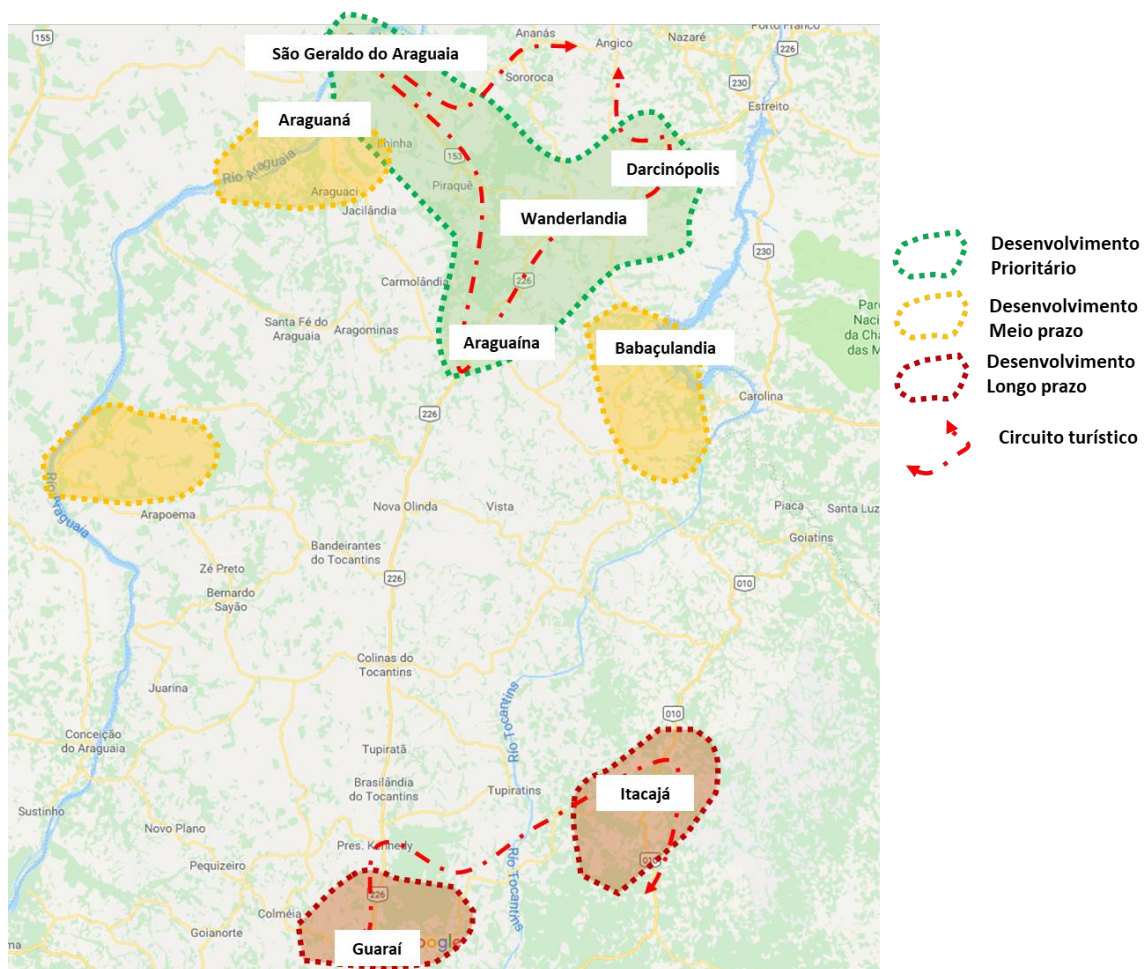 155
Ananás
Nazaré
Porto Franco
São Geraldo do Araguaia
Angico
226
Sororoca
230
Estreito
Araguanã
153
Darcinópolis
Rio Araguaia
Piraquê
Araguaci
Jacilândia
Wanderlandia
230
Carmolândia
226
Santa Fé do
Araguaia
Aragominas
Araguaína
Babaçulandia
Carolina
226
Rio Araguaia
Arapoema
Nova Olinda
Vista
Piaca
Santa Luz
Goiatins
Bandeirantes
do Tocantins
Zé Preto
226
010
Bernardo
Sayão
Colinas do
Tocantins
Juarina
Rio Tocantins
010
Conceição
do Araguaia
Tupiratã
Brasilândia
do Tocantins
Tupiratins
Itacajá
Sustinho
Novo Plano
Pres. Kennedy
Pequizeiro
Rio Tocantins
010
226
Colméia
Goianorte
Guaraí
Desenvolvimento
Prioritário
Desenvolvimento
Meio prazo
Desenvolvimento
Longo prazo
Circuito turístico